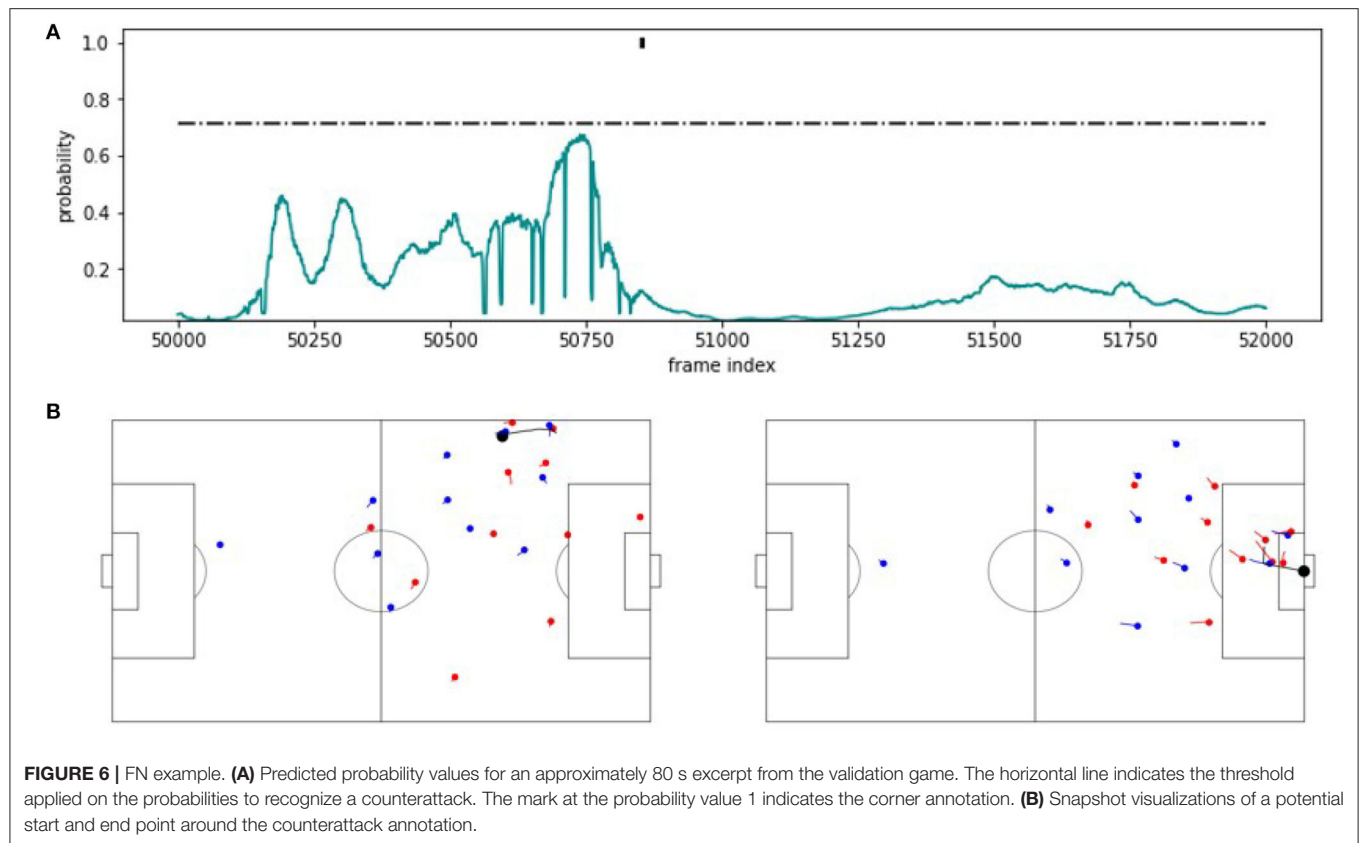 A
1.0
0.8
0.6
0.4
0.2
probability
50000 50250 50500 50750 51000 51250 51500 51750 52000
frame index
B
FIGURE 6 | FN example. (A) Predicted probability values for an approximately 80 s excerpt from the validation game. The horizontal line indicates the threshold
applied on the probabilities to recognize a counterattack. The mark at the probability value 1 indicates the corner annotation. (B) Snapshot visualizations of a potential
start and end point around the counterattack annotation.